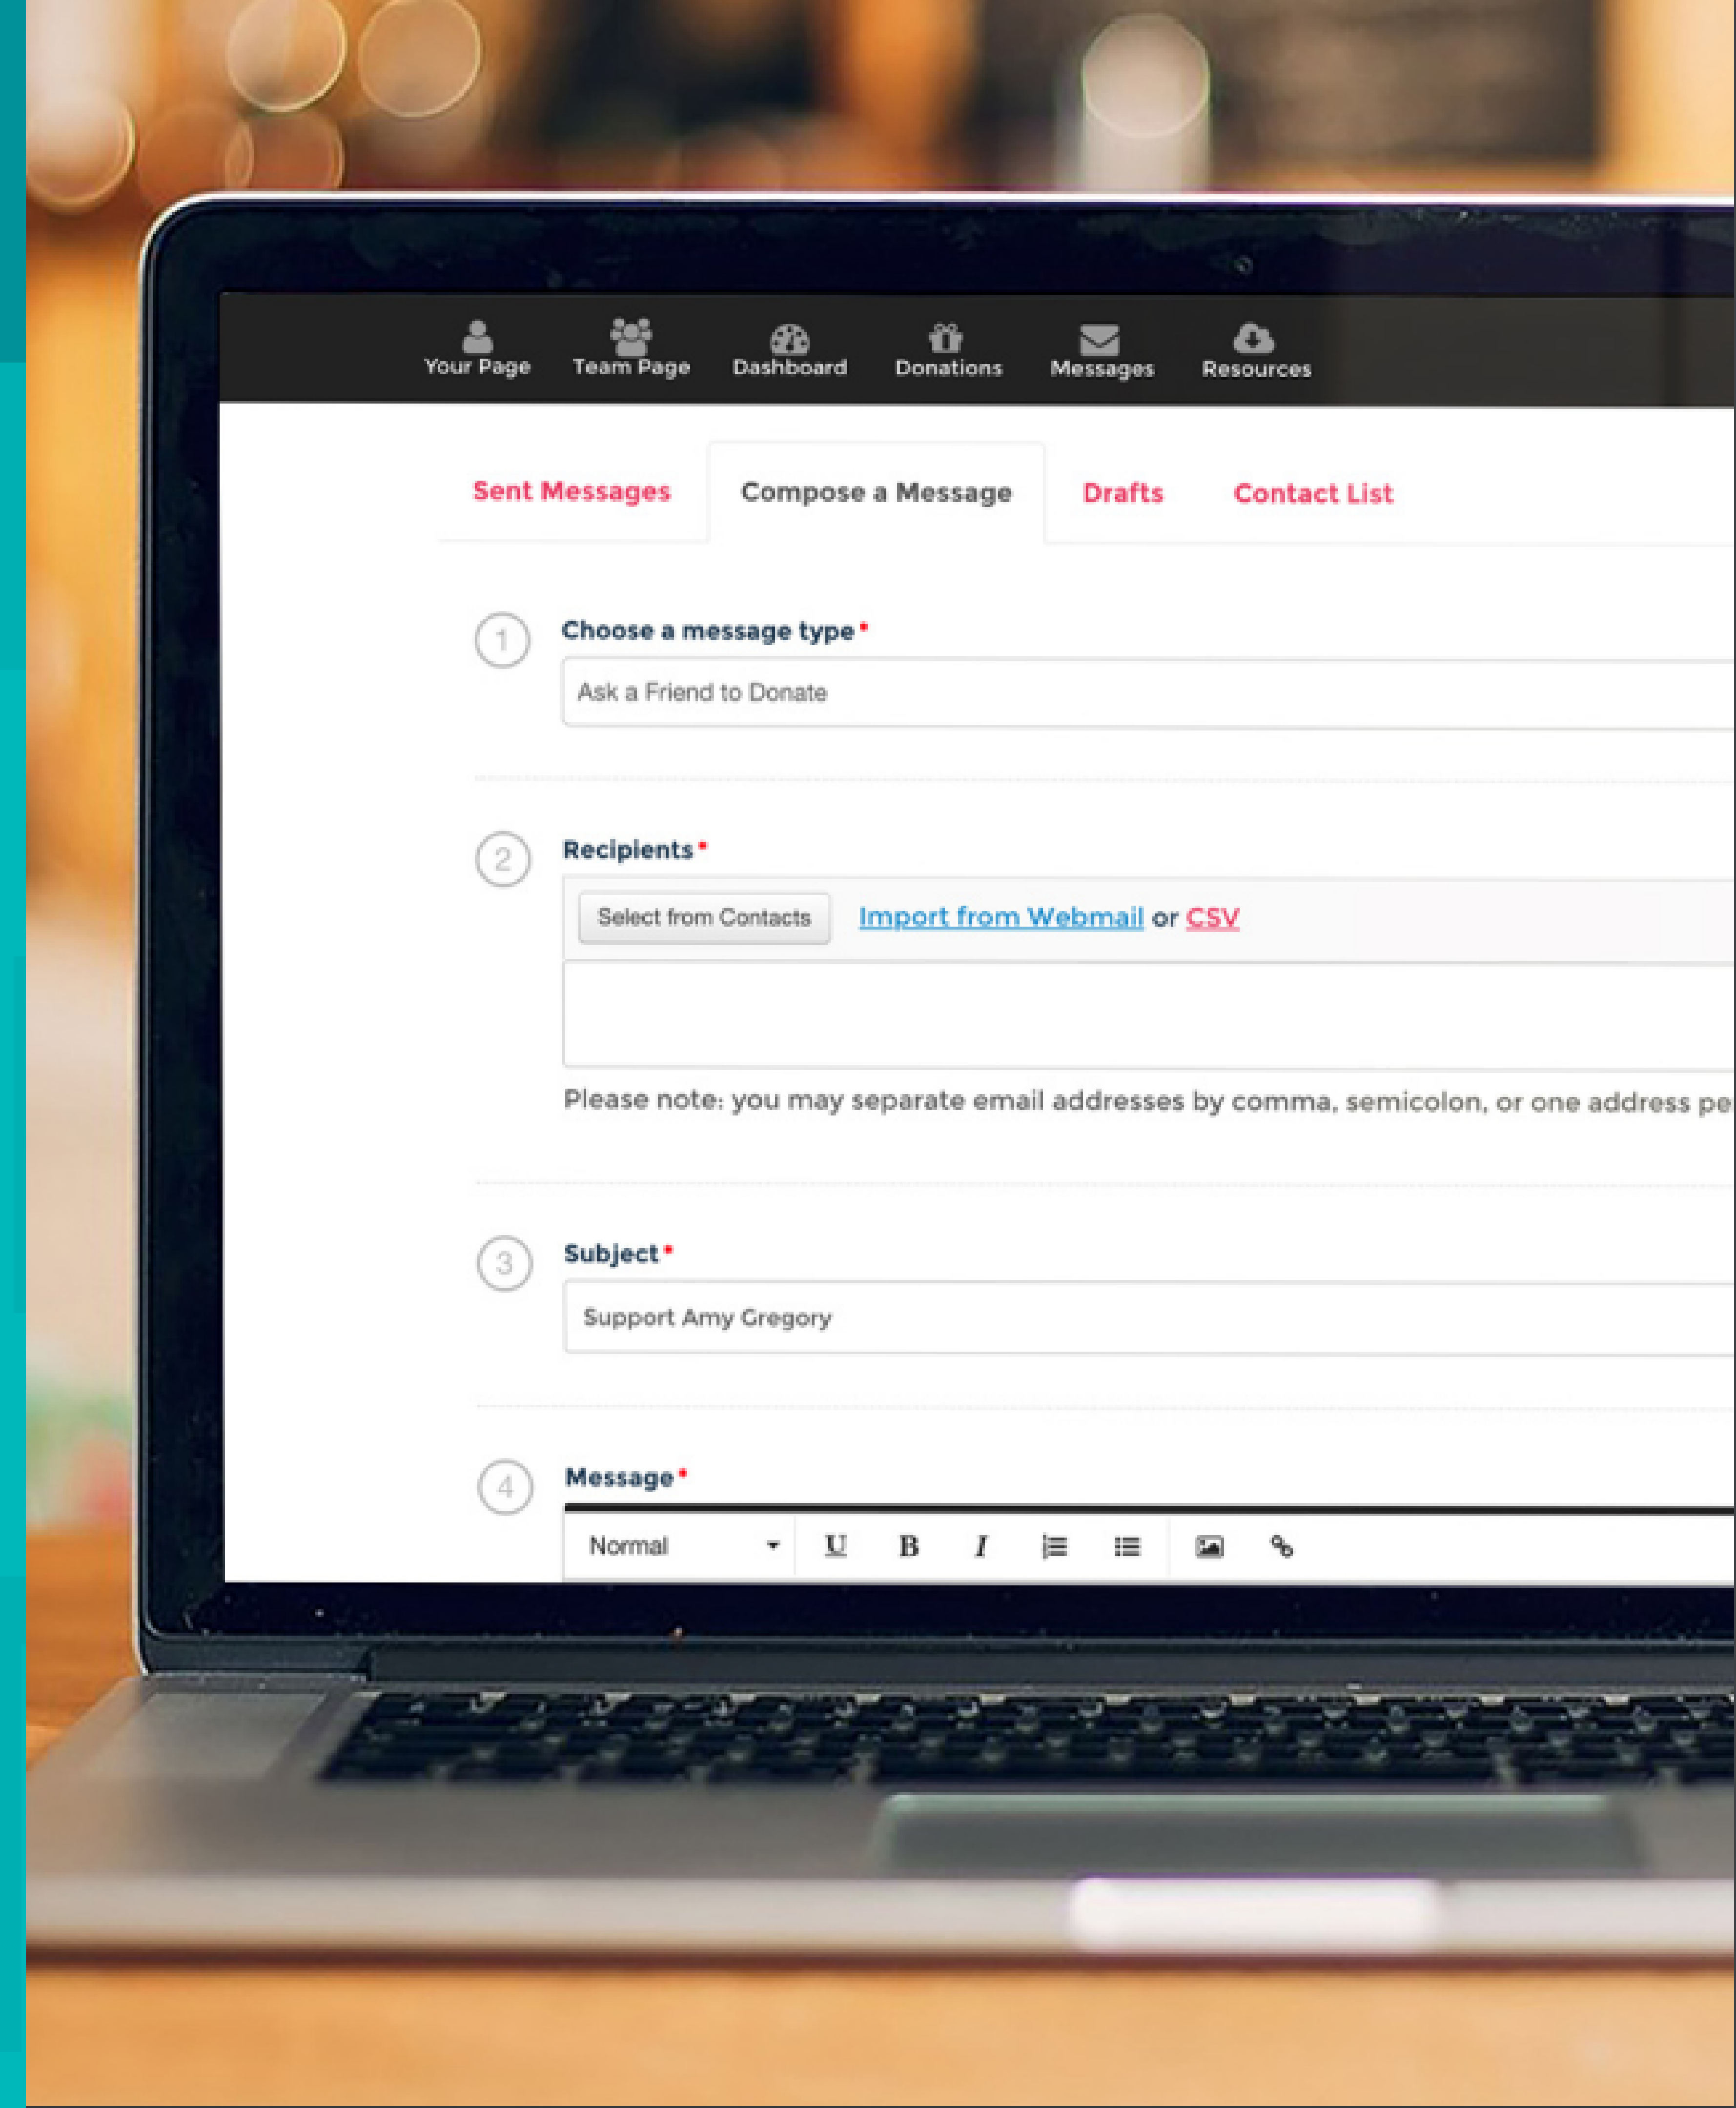 Your Page Team Page Dashboard Donations Messages Resources
Sent Messages Compose a Message Drafts Contact List
1 Choose a message type*
Ask a Friend to Donate
2 Recipients*
Select from Contacts Import from Webmail or CSV
Please note: you may separate email addresses by comma, semicolon, or one address pe
3 Subject*
Support Amy Gregory
4 Message*
Normal U B I